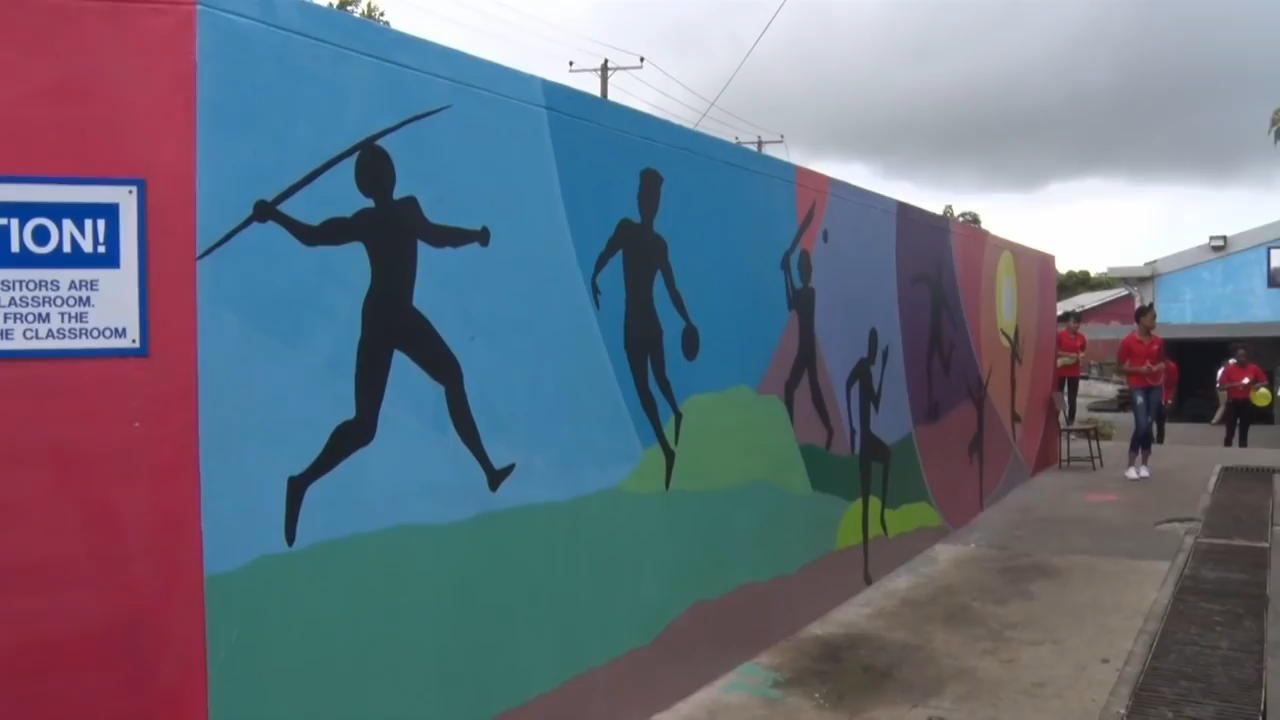 TION!
SITORS ARE
LASSROOM.
FROM THE
HE CLASSROOM